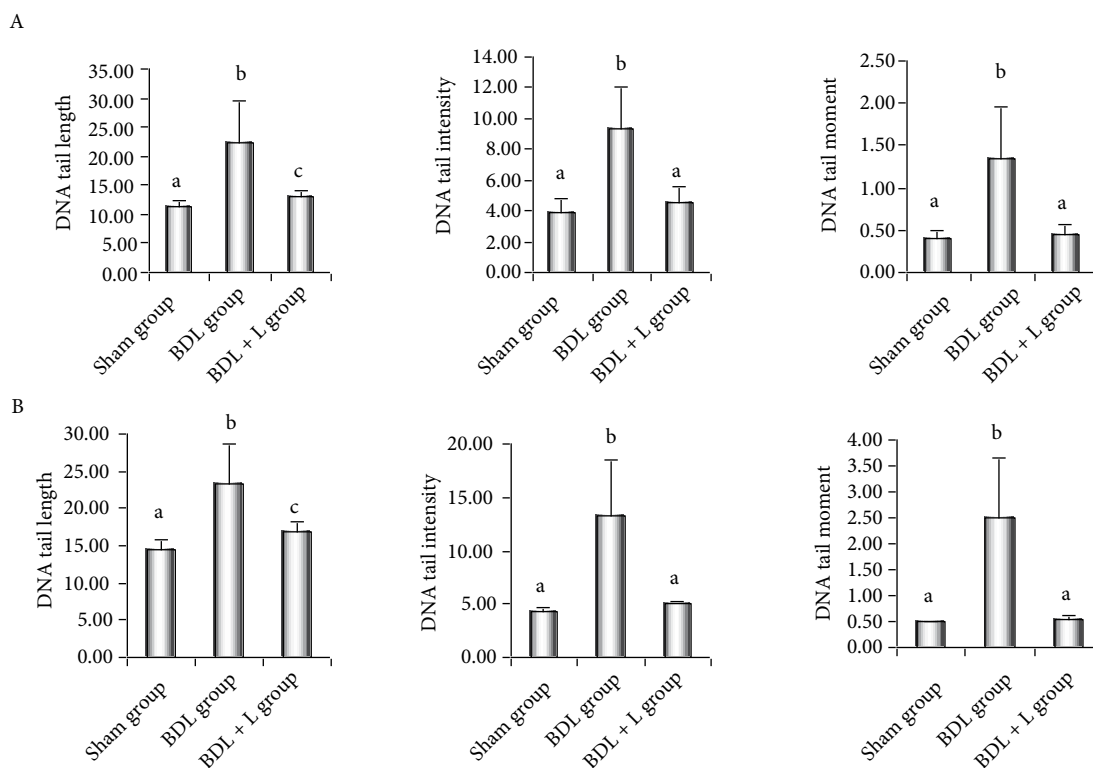 A
DNA tail length
35.00
30.00
25.00
20.00
15.00
10.00
5.00
0.00
a
b
c
Sham group
BDL group
BDL + L group
DNA tail intensity
14.00
12.00
10.00
8.00
6.00
4.00
2.00
0.00
a
b
a
Sham group
BDL group
BDL + L group
DNA tail moment
2.50
2.00
1.50
1.00
0.50
0.00
a
b
a
Sham group
BDL group
BDL + L group
B
DNA tail length
30.00
25.00
20.00
15.00
10.00
5.00
0.00
a
b
c
Sham group
BDL group
BDL + L group
DNA tail intensity
20.00
15.00
10.00
5.00
0.00
a
b
a
Sham group
BDL group
BDL + L group
DNA tail moment
4.00
3.50
3.00
2.50
2.00
1.50
1.00
0.50
0.00
a
b
a
Sham group
BDL group
BDL + L group